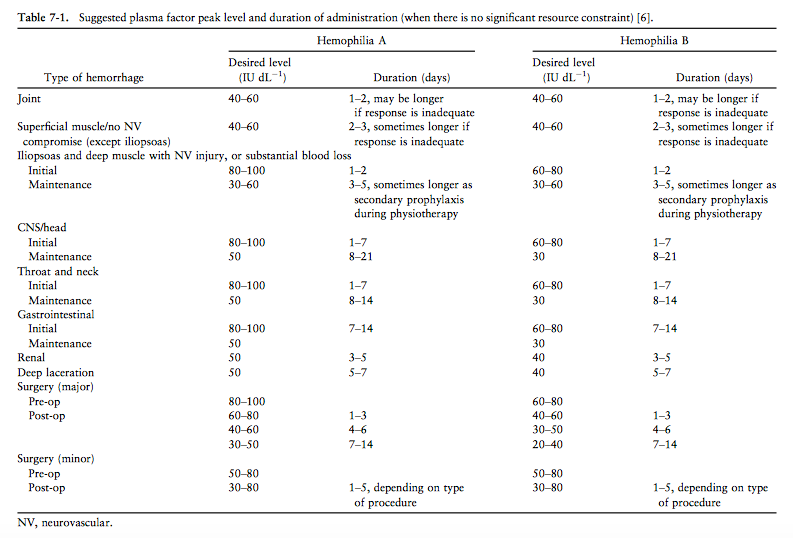 Table 7-1. Suggested plasma factor peak level and duration of administration (when there is no significant resource constraint) [6].
Hemophilia A Hemophilia B
Desired level Desired level
Type of hemorrhage (IU dL⁻¹) Duration (days) (IU dL⁻¹) Duration (days)
Joint 40–60 1–2, may be longer 40–60 1–2, may be longer if
if response is inadequate response is inadequate
Superficial muscle/no NV 40–60 2–3, sometimes longer if 40–60 2–3, sometimes longer if
compromise (except iliopsoas) response is inadequate response is inadequate
Iliopsoas and deep muscle with NV injury, or substantial blood loss
Initial 80–100 1–2 60–80 1–2
Maintenance 30–60 3–5, sometimes longer as 30–60 3–5, sometimes longer as
secondary prophylaxis secondary prophylaxis
during physiotherapy during physiotherapy
CNS/head
Initial 80–100 1–7 60–80 1–7
Maintenance 50 8–21 30 8–21
Throat and neck
Initial 80–100 1–7 60–80 1–7
Maintenance 50 8–14 30 8–14
Gastrointestinal
Initial 80–100 7–14 60–80 7–14
Maintenance 50 30
Renal 50 3–5 40 3–5
Deep laceration 50 5–7 40 5–7
Surgery (major)
Pre-op 80–100 60–80
Post-op 60–80 1–3 40–60 1–3
40–60 4–6 30–50 4–6
30–50 7–14 20–40 7–14
Surgery (minor)
Pre-op 50–80 50–80
Post-op 30–80 1–5, depending on type 30–80 1–5, depending on type
of procedure of procedure
NV, neurovascular.